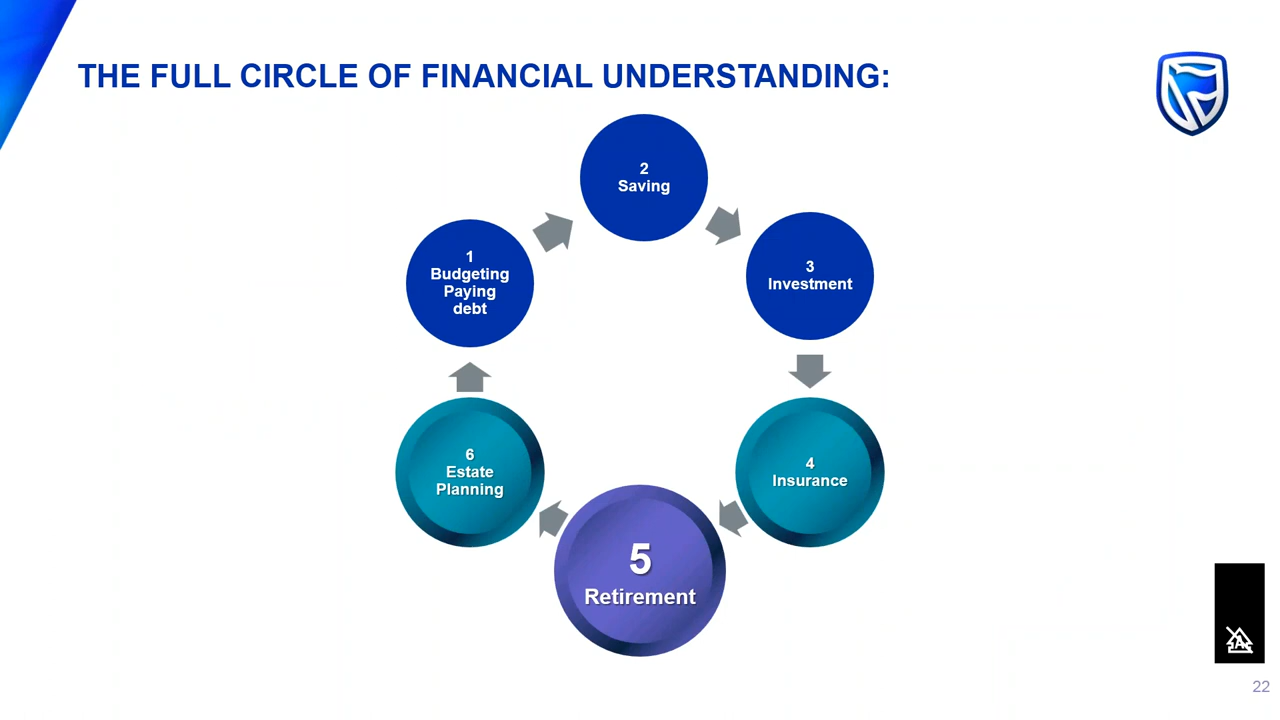 THE FULL CIRCLE OF FINANCIAL UNDERSTANDING:
2
Saving
3
Investment
1
Budgeting
Paying
debt
4
Insurance
6
Estate
Planning
5
Retirement
22